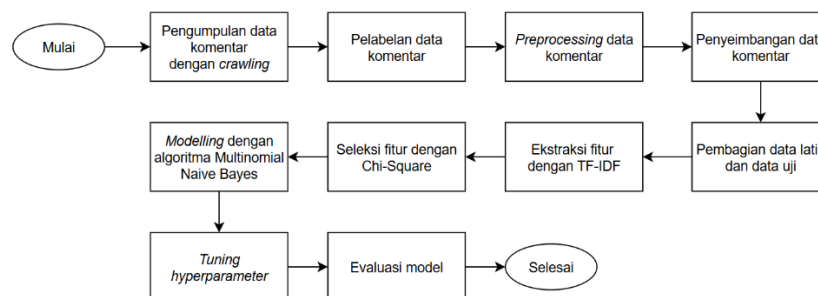 Mulai
Pengumpulan data
komentar
dengan crawling
Pelabelan data
komentar
Preprocessing data
komentar
Penyeimbangan data
komentar
Pembagian data lati
dan data uji
Ekstraksi fitur
dengan TF-IDF
Seleksi fitur dengan
Chi-Square
Modelling dengan
algoritma Multinomial
Naive Bayes
Tuning
hyperparameter
Evaluasi model
Selesai